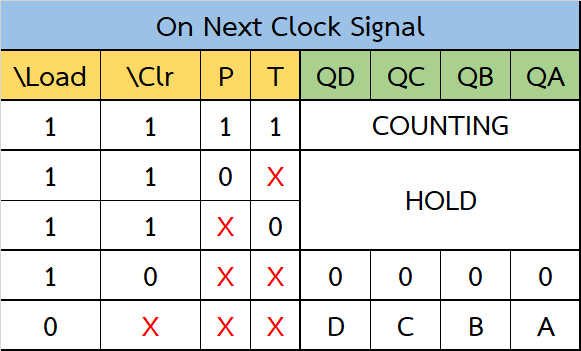 On Next Clock Signal
\Load \Clr P T QD QC QB QA
1 1 1 1 COUNTING
1 1 0 X HOLD
1 1 X 0
1 0 X X 0 0 0 0
0 X X X D C B A